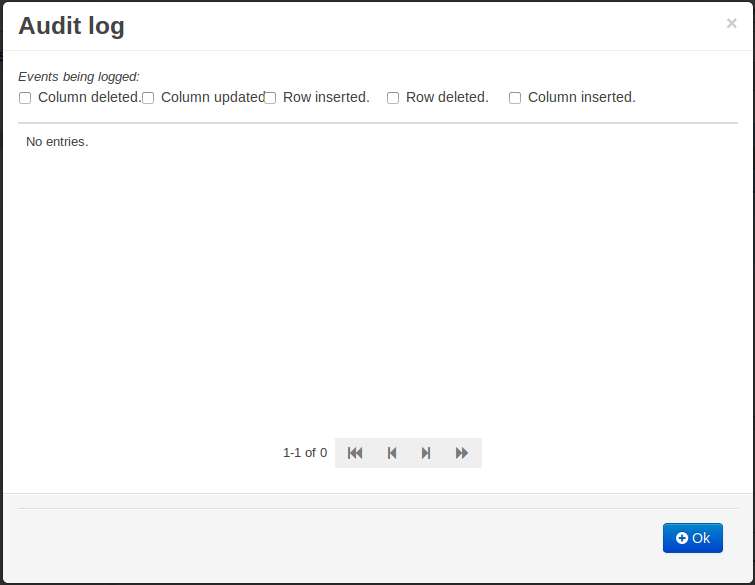 Audit log ×
Events being logged:
Column deleted. Column updated Row inserted. Row deleted. Column inserted.
No entries.
1-1 of 0
Ok